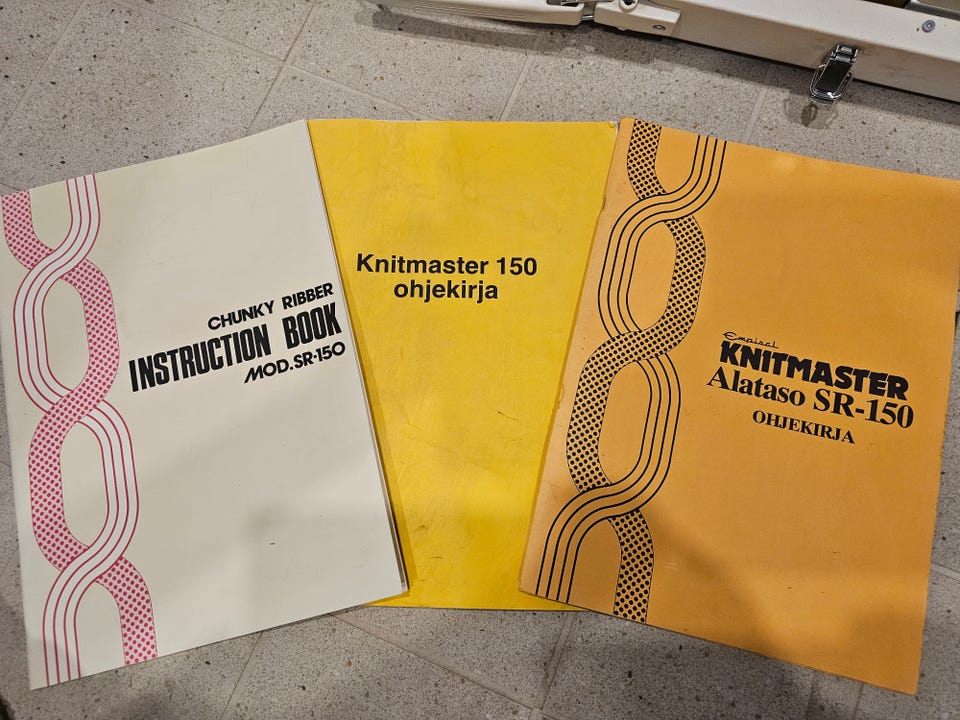 CHUNKY RIBBER
INSTRUCTION BOOK
MOD.SR-150
Knitmaster 150
ohjekirja
Empisal
KNITMASTER
Alataso SR-150
OHJEKIRJA